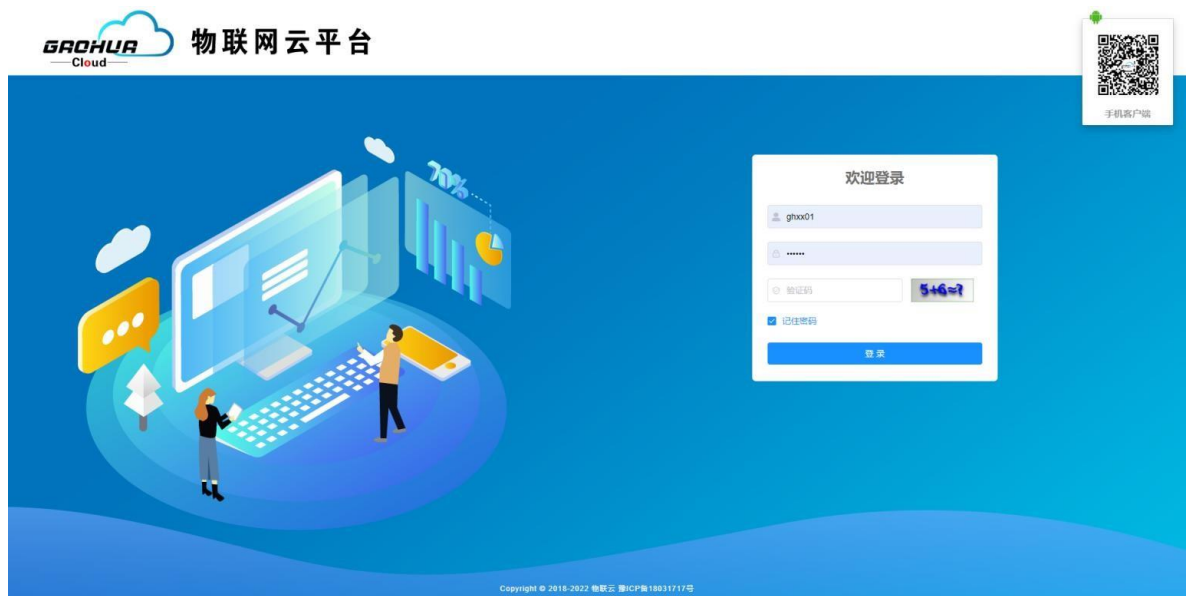 GAOHUA
Cloud
物联网云平台
手机客户端
70%
欢迎登录
ghxx01
••••••
验证码
5+6=?
记住密码
登 录
Copyright © 2018-2022 物联云 豫ICP备18031717号